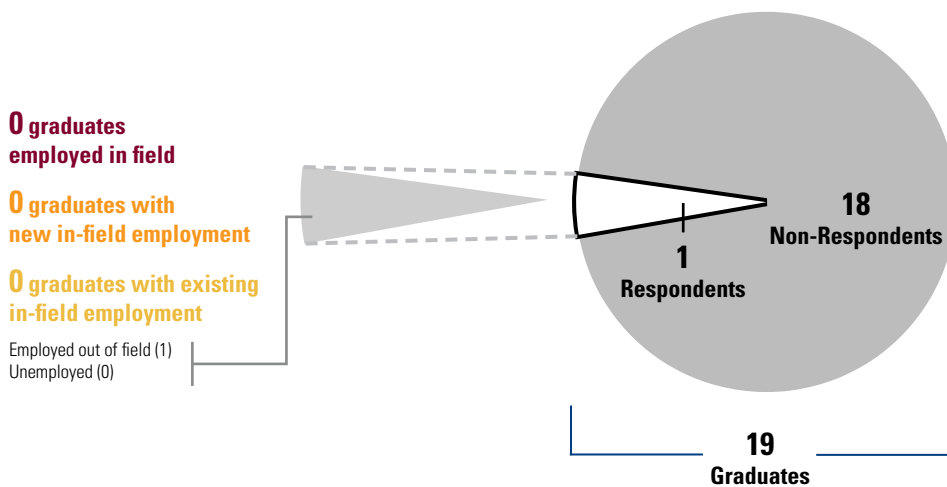 0 graduates
employed in field
0 graduates with
new in-field employment
0 graduates with existing
in-field employment
Employed out of field (1)
Unemployed (0)
1
Respondents
18
Non-Respondents
19
Graduates